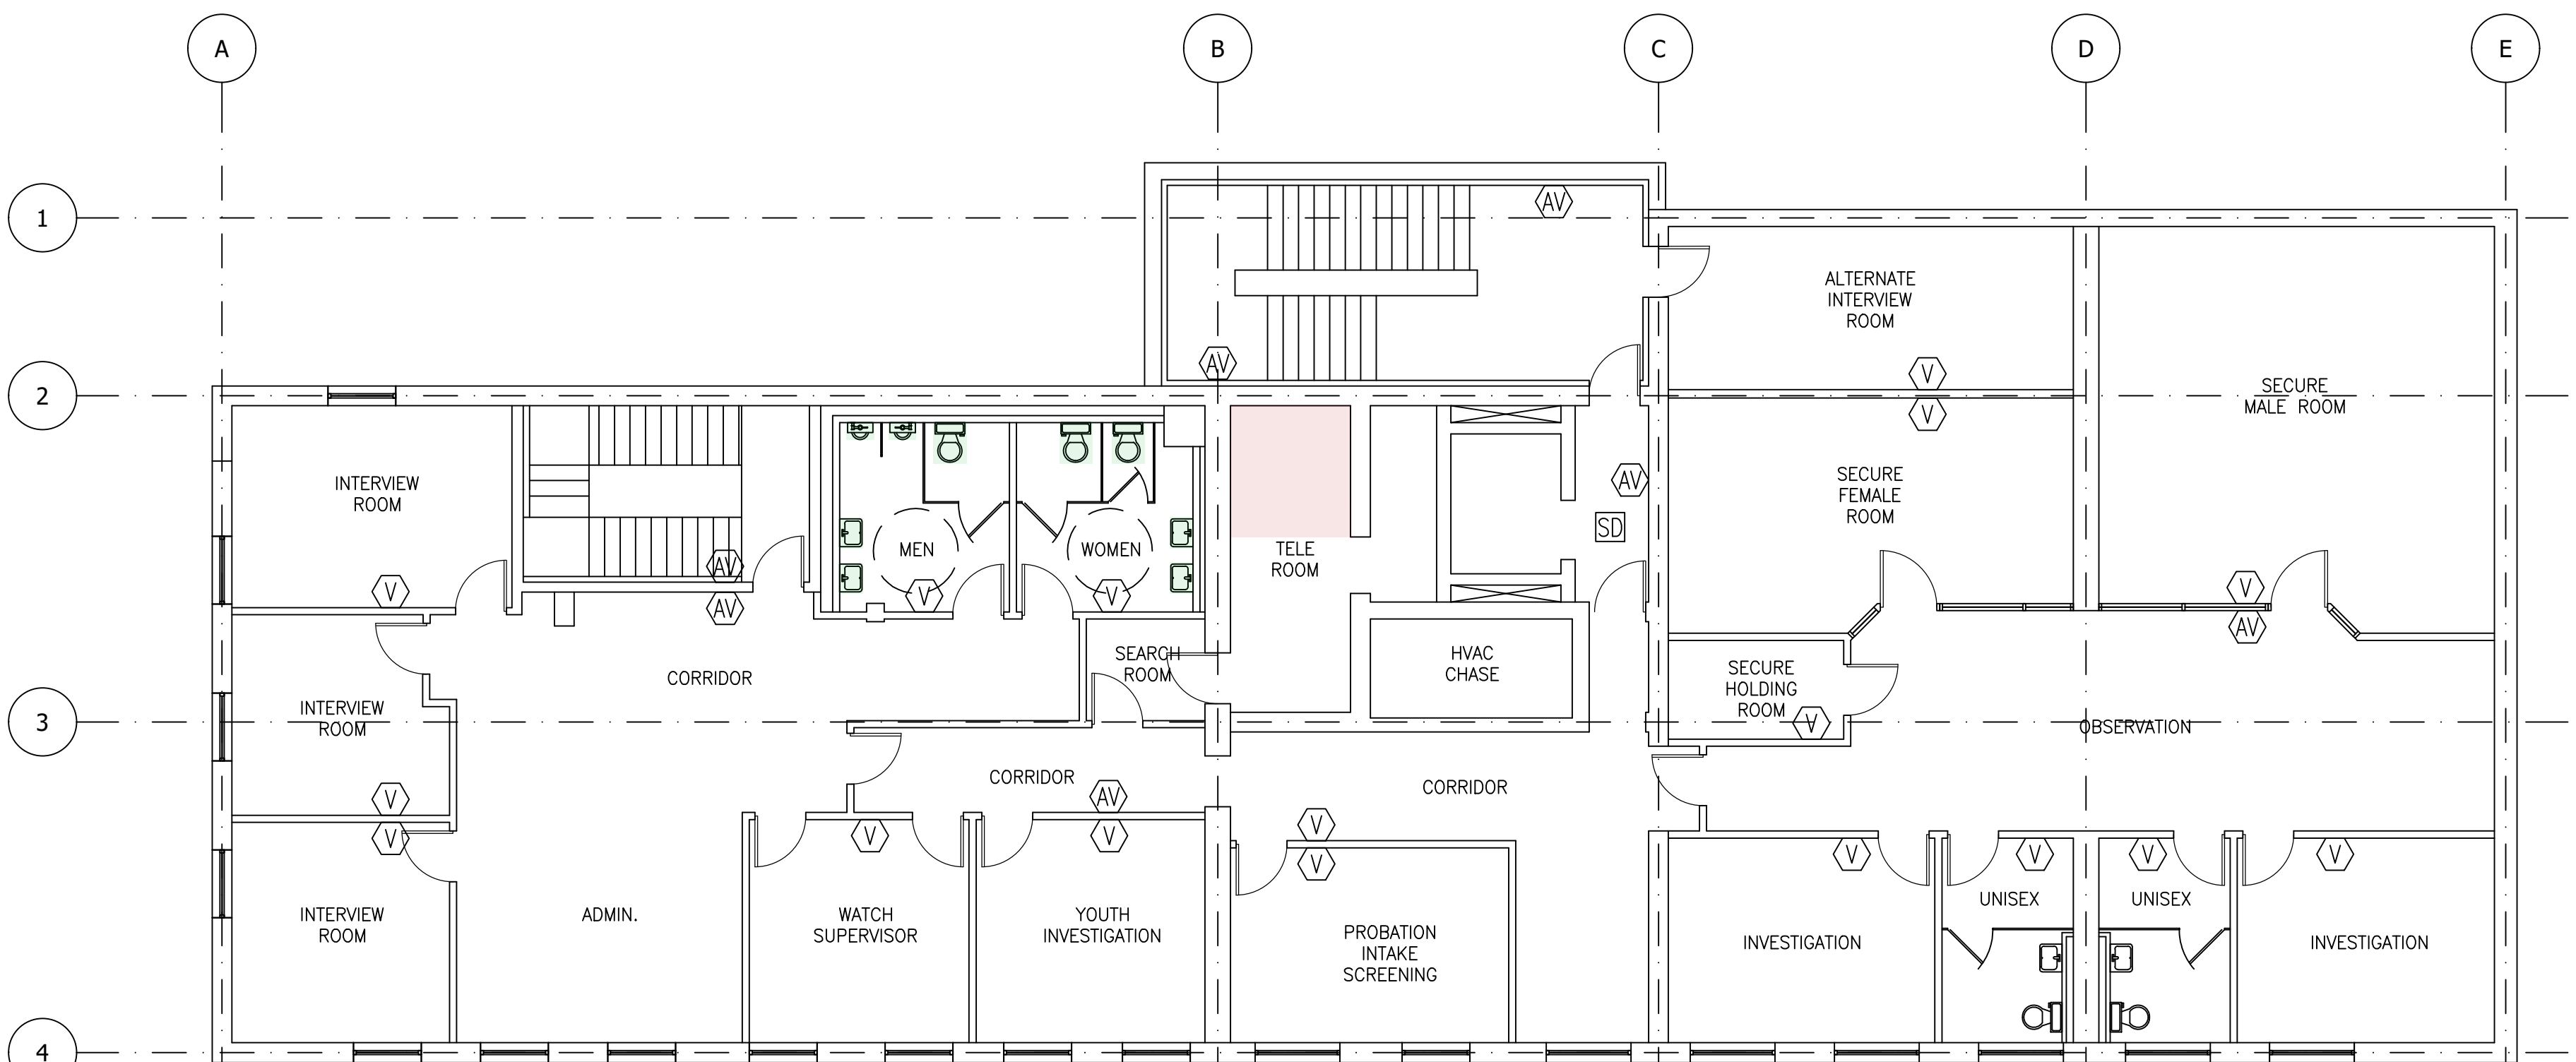 A
B
C
D
E
1
AV
ALTERNATE
INTERVIEW
ROOM
AV
V
2
SECURE
MALE ROOM
V
INTERVIEW
ROOM
SECURE
FEMALE
ROOM
AV
SD
MEN
WOMEN
TELE
ROOM
AV
V
V
V
V
AV
AV
SEARCH
ROOM
HVAC
CHASE
CORRIDOR
SECURE
HOLDING
ROOM
V
INTERVIEW
ROOM
3
OBSERVATION
CORRIDOR
CORRIDOR
V
AV
V
V
V
V
V
V
V
V
V
UNISEX
UNISEX
INTERVIEW
ROOM
ADMIN.
WATCH
SUPERVISOR
YOUTH
INVESTIGATION
PROBATION
INTAKE
SCREENING
INVESTIGATION
INVESTIGATION
4